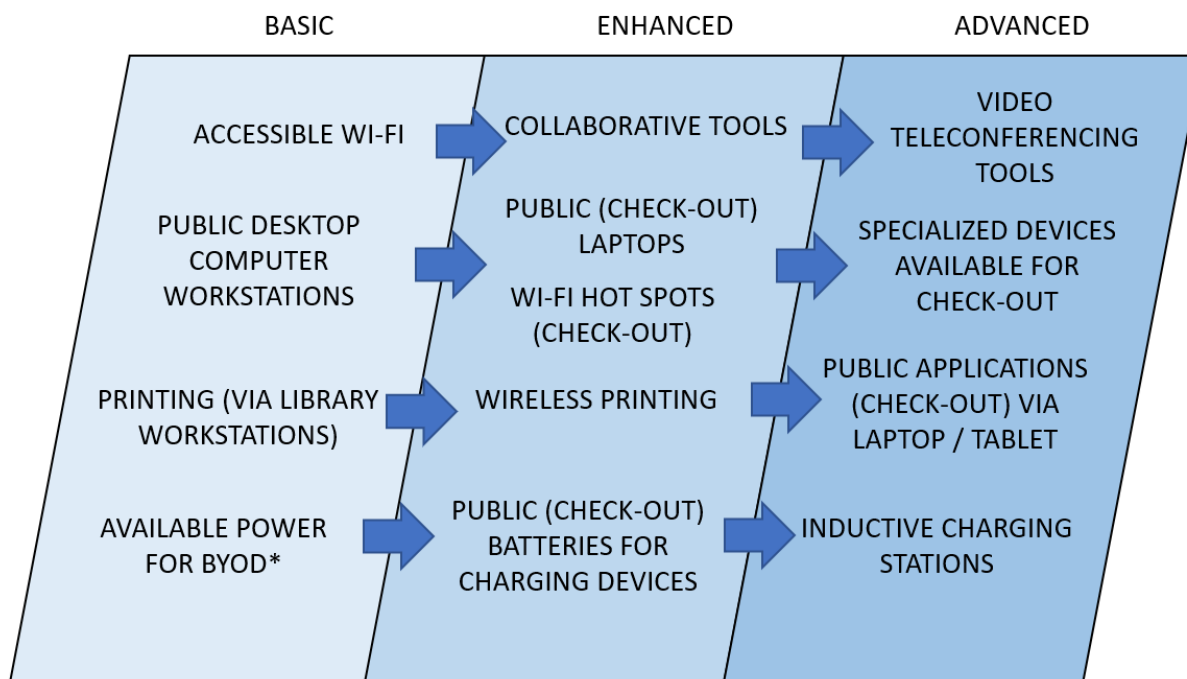 BASIC
ENHANCED
ADVANCED
ACCESSIBLE WI-FI
COLLABORATIVE TOOLS
VIDEO
TELECONFERENCING
TOOLS
PUBLIC DESKTOP
COMPUTER
WORKSTATIONS
PUBLIC (CHECK-OUT)
LAPTOPS
WI-FI HOT SPOTS
(CHECK-OUT)
SPECIALIZED DEVICES
AVAILABLE FOR
CHECK-OUT
PRINTING (VIA LIBRARY
WORKSTATIONS)
WIRELESS PRINTING
PUBLIC APPLICATIONS
(CHECK-OUT) VIA
LAPTOP / TABLET
AVAILABLE POWER
FOR BYOD*
PUBLIC (CHECK-OUT)
BATTERIES FOR
CHARGING DEVICES
INDUCTIVE CHARGING
STATIONS